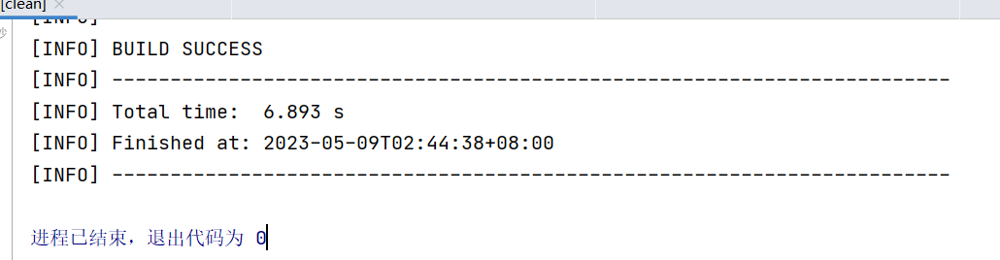 [clean] ×
[INFO]
[INFO] BUILD SUCCESS
[INFO] ------------------------------------------------------------------------
[INFO] Total time:  6.893 s
[INFO] Finished at: 2023-05-09T02:44:38+08:00
[INFO] ------------------------------------------------------------------------
进程已结束，退出代码为 0